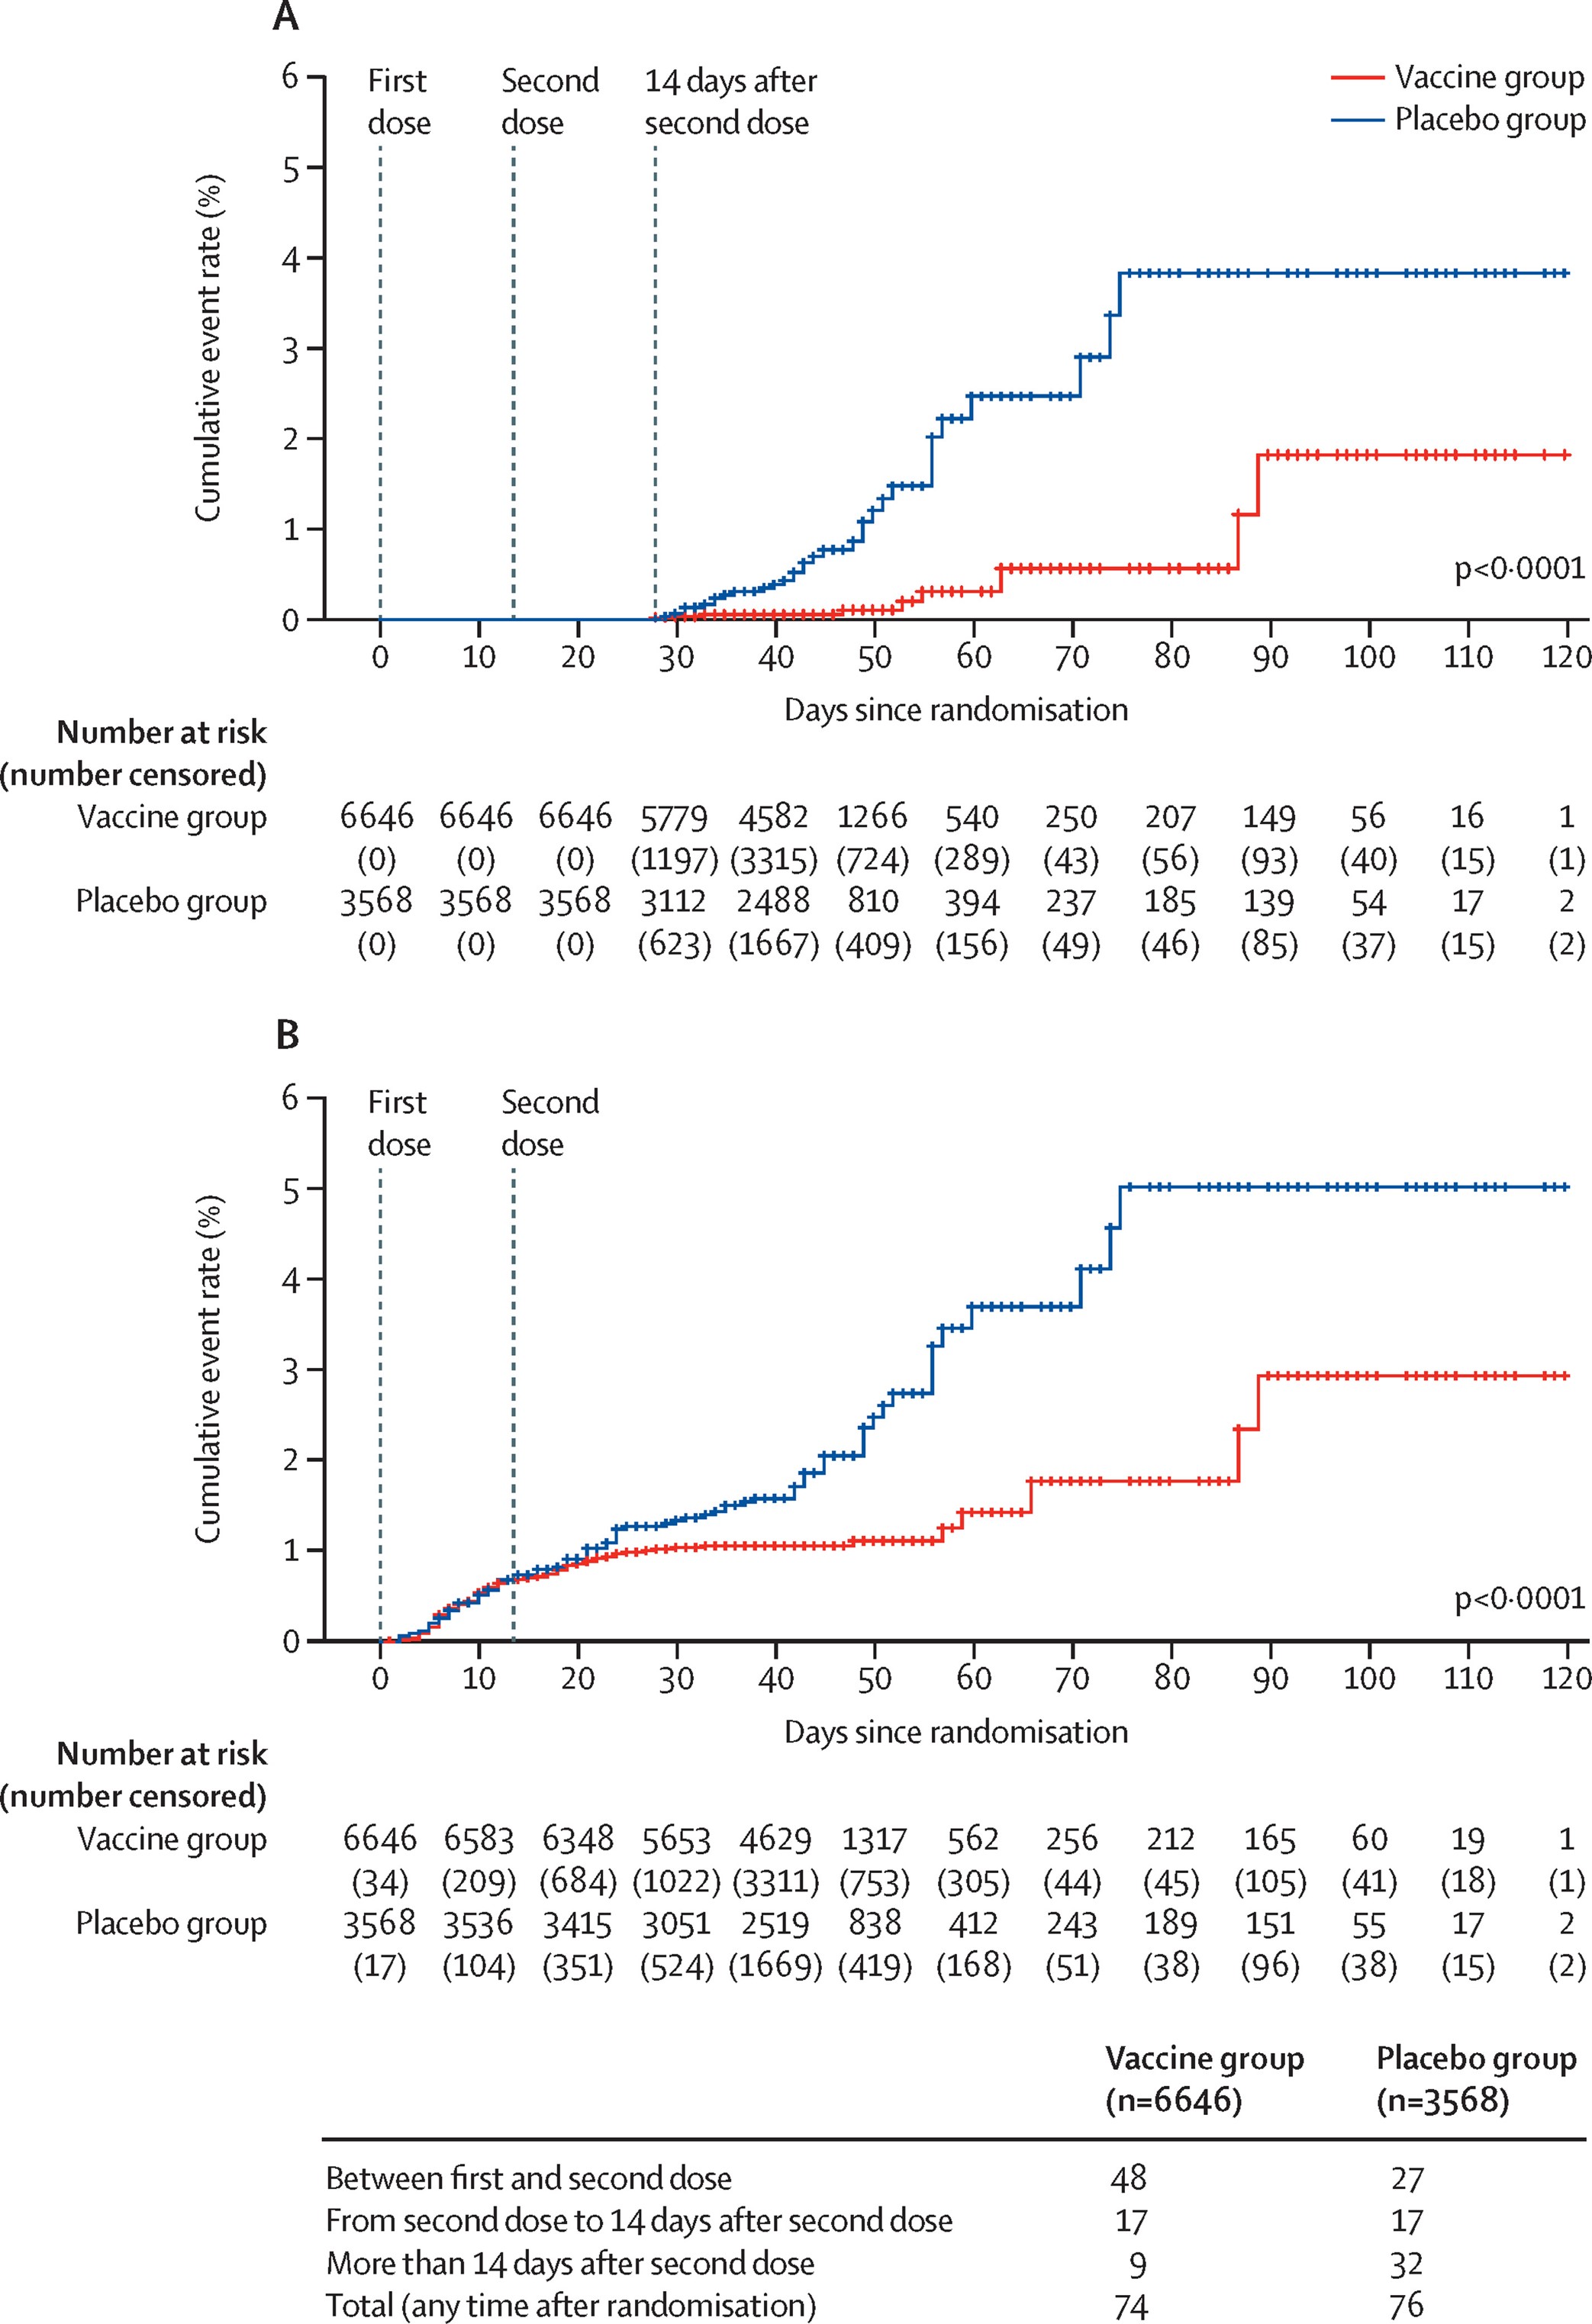 A
6
First
Second
14 days after
Vaccine group
dose
dose
second dose
Placebo group
5
4
3
2
1
0
Cumulative event rate (%)
p<0·0001
0 10 20 30 40 50 60 70 80 90 100 110 120
Days since randomisation
Number at risk
(number censored)
Vaccine group 6646 6646 6646 5779 4582 1266 540 250 207 149 56 16 1
(0) (0) (0) (1197) (3315) (724) (289) (43) (56) (93) (40) (15) (1)
Placebo group 3568 3568 3568 3112 2488 810 394 237 185 139 54 17 2
(0) (0) (0) (623) (1667) (409) (156) (49) (46) (85) (37) (15) (2)
B
6
First
Second
dose
dose
5
4
3
2
1
0
Cumulative event rate (%)
p<0·0001
0 10 20 30 40 50 60 70 80 90 100 110 120
Days since randomisation
Number at risk
(number censored)
Vaccine group 6646 6583 6348 5653 4629 1317 562 256 212 165 60 19 1
(34) (209) (684) (1022) (3311) (753) (305) (44) (45) (105) (41) (18) (1)
Placebo group 3568 3536 3415 3051 2519 838 412 243 189 151 55 17 2
(17) (104) (351) (524) (1669) (419) (168) (51) (38) (96) (38) (15) (2)
Vaccine group Placebo group
(n=6646) (n=3568)
Between first and second dose 48 27
From second dose to 14 days after second dose 17 17
More than 14 days after second dose 9 32
Total (any time after randomisation) 74 76